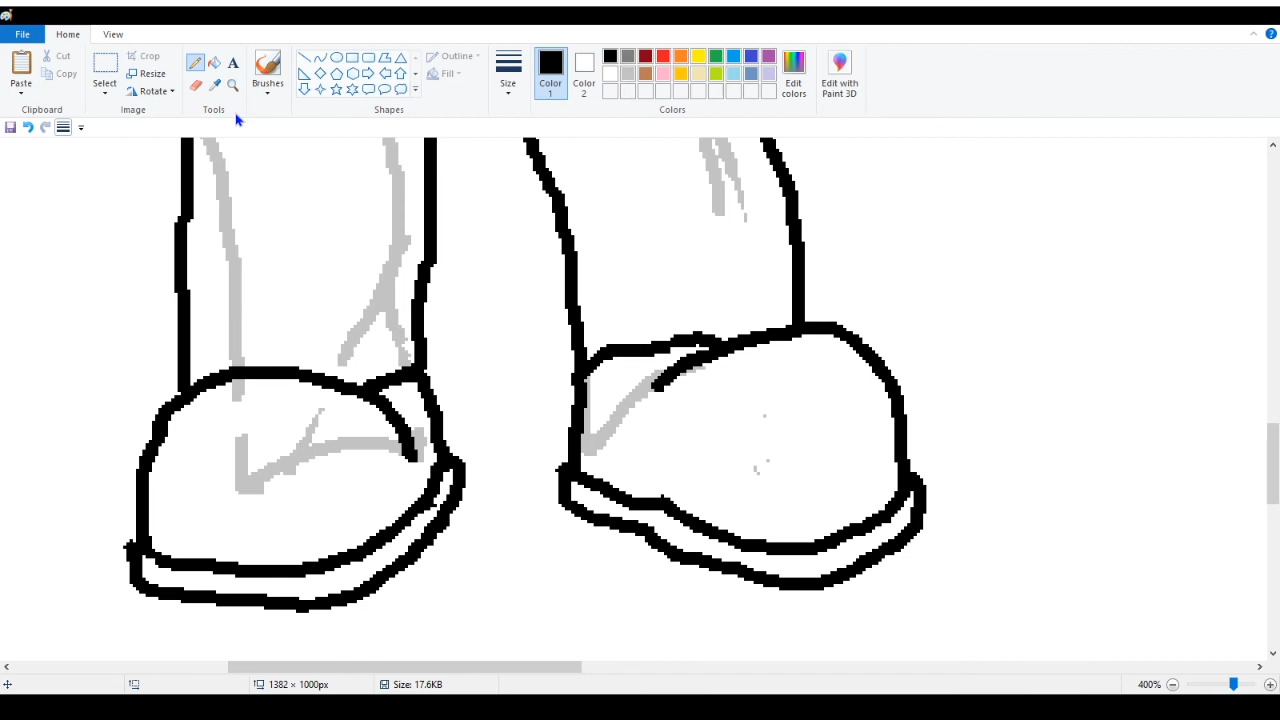 File Home View
Paste Cut Copy
Clipboard
Select Crop Resize Rotate
Image
A
Tools
Brushes
Outline Fill
Shapes
Size
Color 1
Color 2
Edit colors
Colors
Edit with Paint 3D
?
1382 × 1000px
Size: 17.6KB
400%